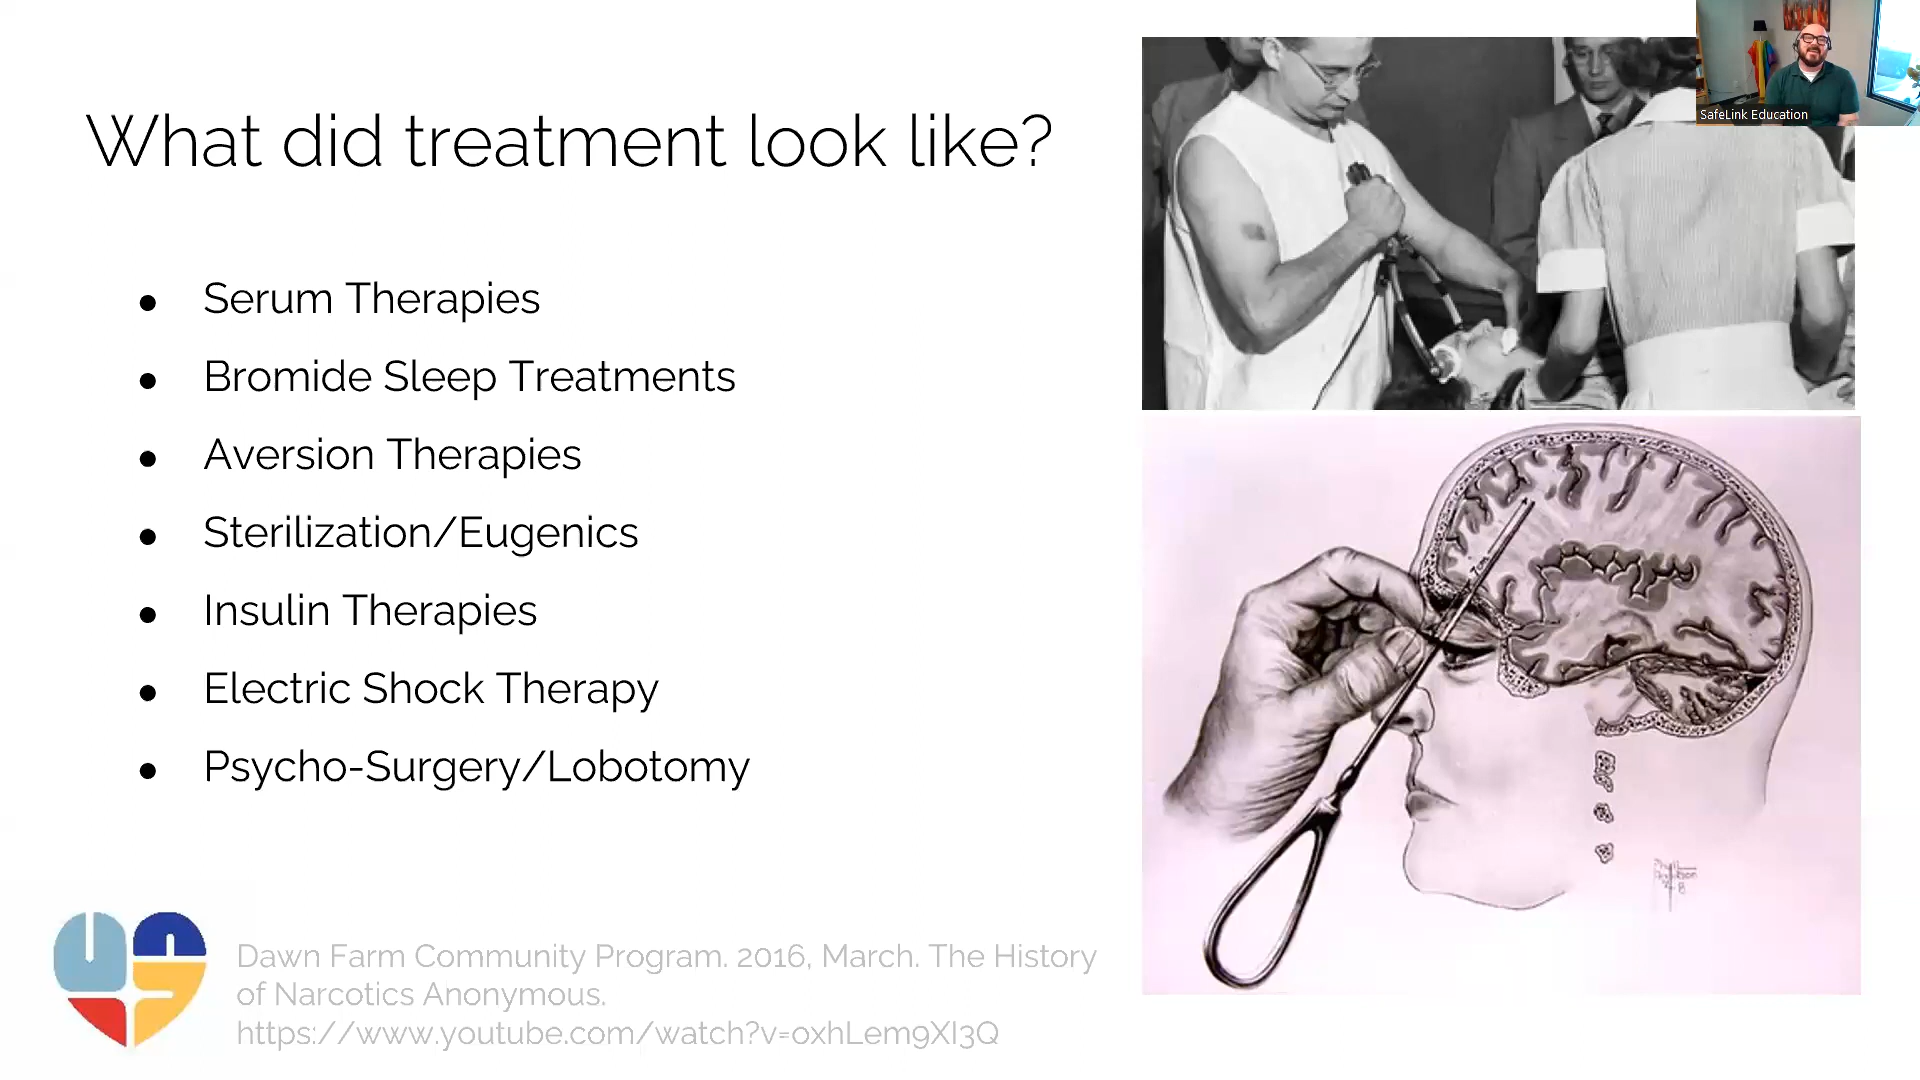 SafeLink Education
What did treatment look like?
● Serum Therapies
● Bromide Sleep Treatments
● Aversion Therapies
● Sterilization/Eugenics
● Insulin Therapies
● Electric Shock Therapy
● Psycho-Surgery/Lobotomy
7cm
Dawn Farm Community Program. 2016, March. The History
of Narcotics Anonymous.
https://www.youtube.com/watch?v=oxhLem9XI3Q